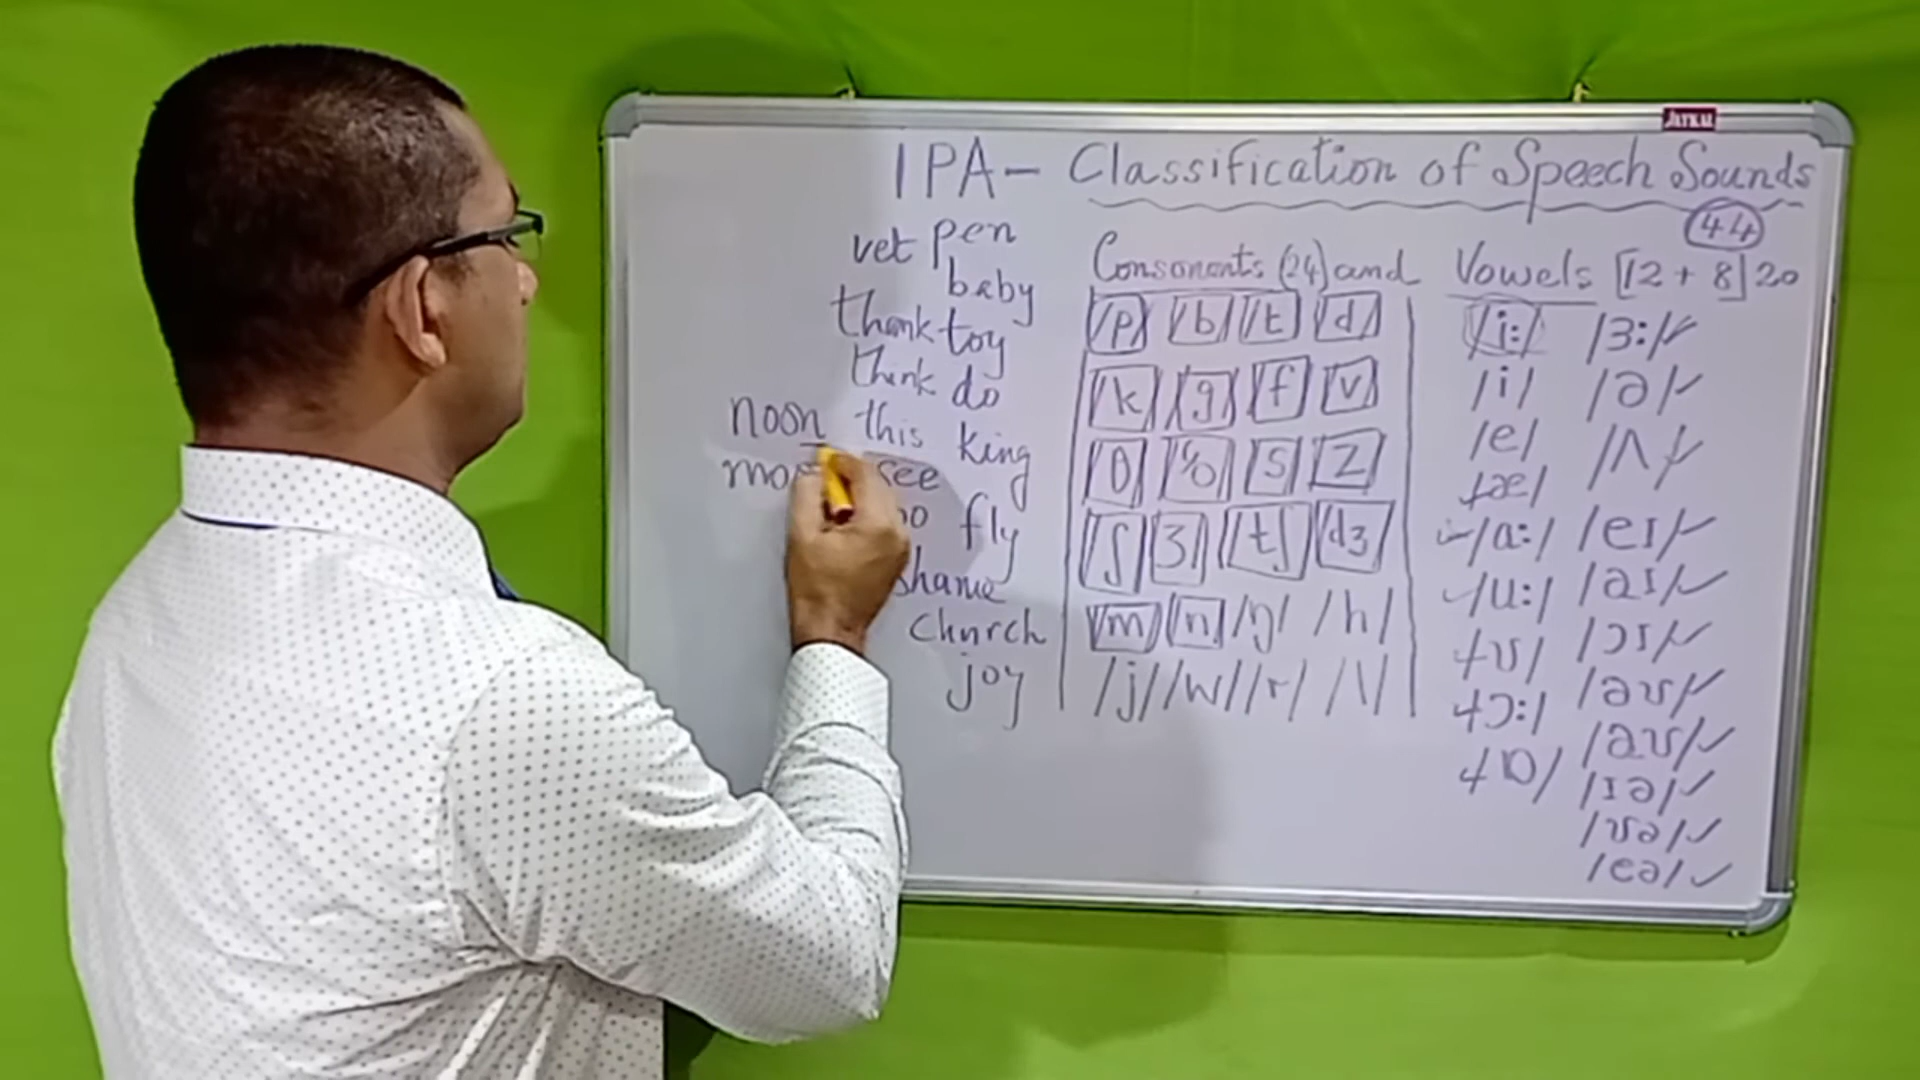 JAYKAL
IPA - Classification of Speech Sounds
44
Consonants (24) and Vowels [12 + 8] 20
vet pen
baby
thank toy
think do
noon this king
see
fly
shame
church
joy
/p/ /b/ /t/ /d/
/k/ /g/ /f/ /v/
/θ/ /ð/ /s/ /z/
/ʃ/ /ʒ/ /tʃ/ /dʒ/
/m/ /n/ /ŋ/ /h/
/j/ /w/ /r/ /l/
/i:/ /ɜ:/ ✓
/i/ /ə/ ✓
/e/ /ʌ/ ✓
/æ/
/ɑ:/ /eɪ/ ✓
/u:/ /aɪ/ ✓
/ʊ/ /ɔɪ/ ✓
/ɔ:/ /əʊ/ ✓
/ɒ/ /aʊ/ ✓
/ɪə/ ✓
/ʊə/ ✓
/eə/ ✓